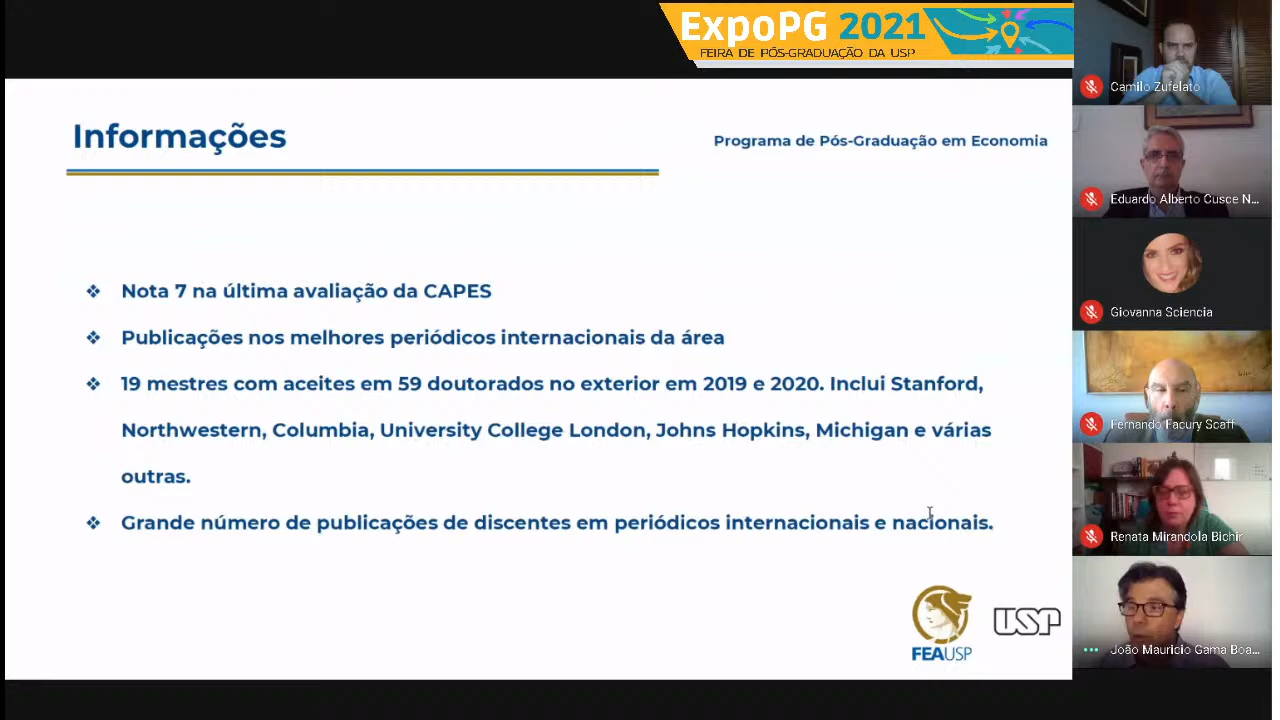 ExpoPG 2021
FEIRA DE PÓS-GRADUAÇÃO DA USP
Informações
Programa de Pós-Graduação em Economia
Nota 7 na última avaliação da CAPES
Publicações nos melhores periódicos internacionais da área
19 mestres com aceites em 59 doutorados no exterior em 2019 e 2020. Inclui Stanford,
Northwestern, Columbia, University College London, Johns Hopkins, Michigan e várias
outras.
Grande número de publicações de discentes em periódicos internacionais e nacionais.
FEAUSP
USP
Camilo Zufelato
Eduardo Alberto Cusce N...
Giovanna Sciencia
Fernando Facury Scaff
Renata Mirandola Bichir
João Mauricio Gama Boa...